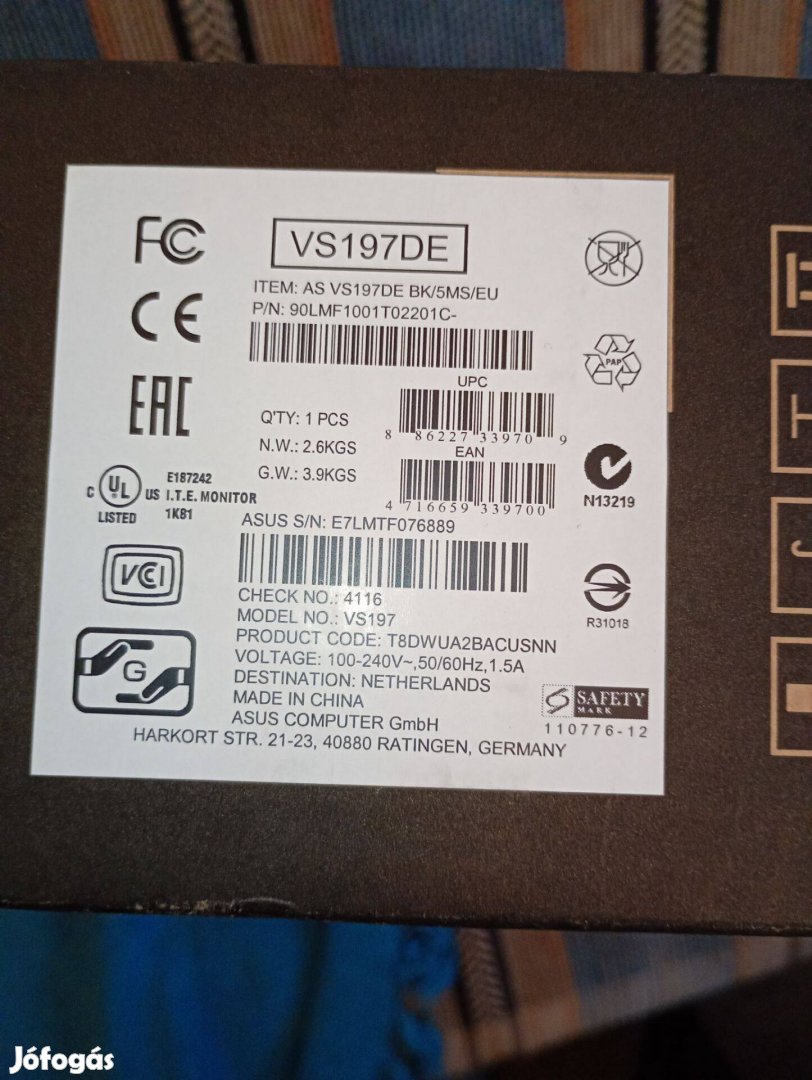 FC
VS197DE
ITEM: AS VS197DE BK/5MS/EU
P/N: 90LMF1001T02201C-
CE
EAC
UPC
8 86227 33970 9
Q'TY: 1 PCS
N.W.: 2.6KGS
G.W.: 3.9KGS
EAN
4 716659 339700
PAP
N13219
C UL US
LISTED
E187242
I.T.E. MONITOR
1KB1
ASUS S/N: E7LMTF076889
VCI
CHECK NO.: 4116
MODEL NO.: VS197
PRODUCT CODE: T8DWUA2BACUSNN
VOLTAGE: 100-240V~,50/60Hz,1.5A
DESTINATION: NETHERLANDS
MADE IN CHINA
ASUS COMPUTER GmbH
HARKORT STR. 21-23, 40880 RATINGEN, GERMANY
G
R31018
SAFETY
MARK
110776-12
Jófogás